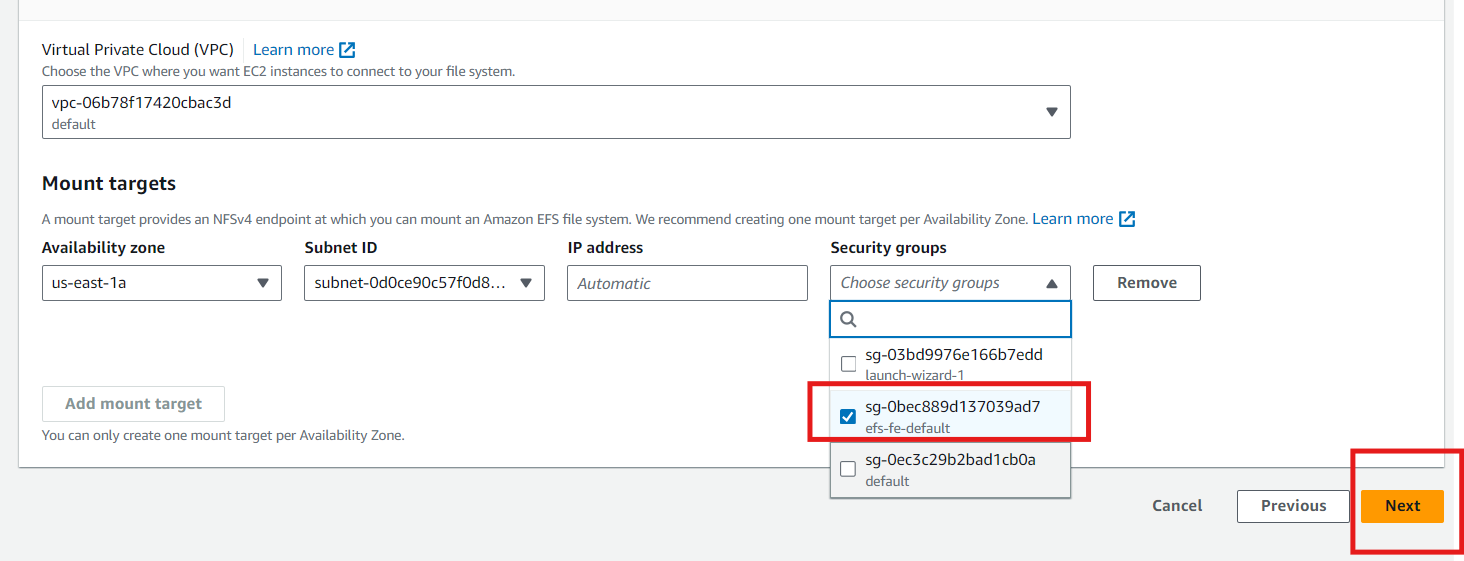 Virtual Private Cloud (VPC) Learn more
Choose the VPC where you want EC2 instances to connect to your file system.
vpc-06b78f17420cbac3d
default
Mount targets
A mount target provides an NFSv4 endpoint at which you can mount an Amazon EFS file system. We recommend creating one mount target per Availability Zone. Learn more
Availability zone Subnet ID IP address Security groups
us-east-1a subnet-0d0ce90c57f0d8... Automatic Choose security groups Remove
sg-03bd9976e166b7edd
launch-wizard-1
Add mount target sg-0bec889d137039ad7
efs-fe-default
You can only create one mount target per Availability Zone.
sg-0ec3c29b2bad1cb0a
default
Cancel Previous Next